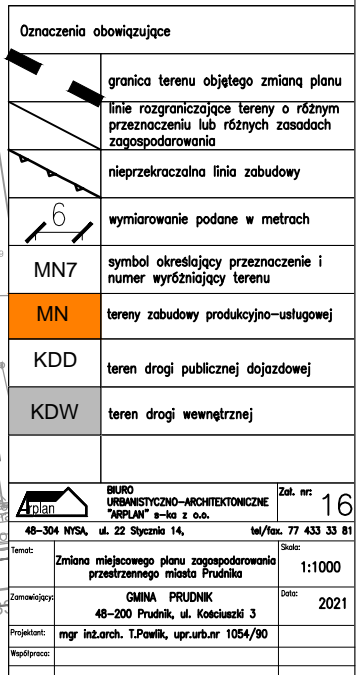 Oznaczenia obowiązujące
granica terenu objętego zmianą planu
linie rozgraniczające tereny o różnym
przeznaczeniu lub różnych zasadach
zagospodarowania
nieprzekraczalna linia zabudowy
6
wymiarowanie podane w metrach
MN7
symbol określający przeznaczenie i
numer wyróżniający terenu
MN
tereny zabudowy produkcyjno-usługowej
KDD
teren drogi publicznej dojazdowej
KDW
teren drogi wewnętrznej
Arplan
BIURO
URBANISTYCZNO-ARCHITEKTONICZNE
"ARPLAN" s-ka z o.o.
Zał. nr: 16
48-304 NYSA, ul. 22 Stycznia 14, tel/fax. 77 433 33 81
Temat:
Zmiana miejscowego planu zagospodarowania
przestrzennego miasta Prudnika
Skala:
1:1000
Zamawiający:
GMINA PRUDNIK
48-200 Prudnik, ul. Kościuszki 3
Data:
2021
Projektant: mgr inż.arch. T.Pawlik, upr.urb.nr 1054/90
Współpraca: